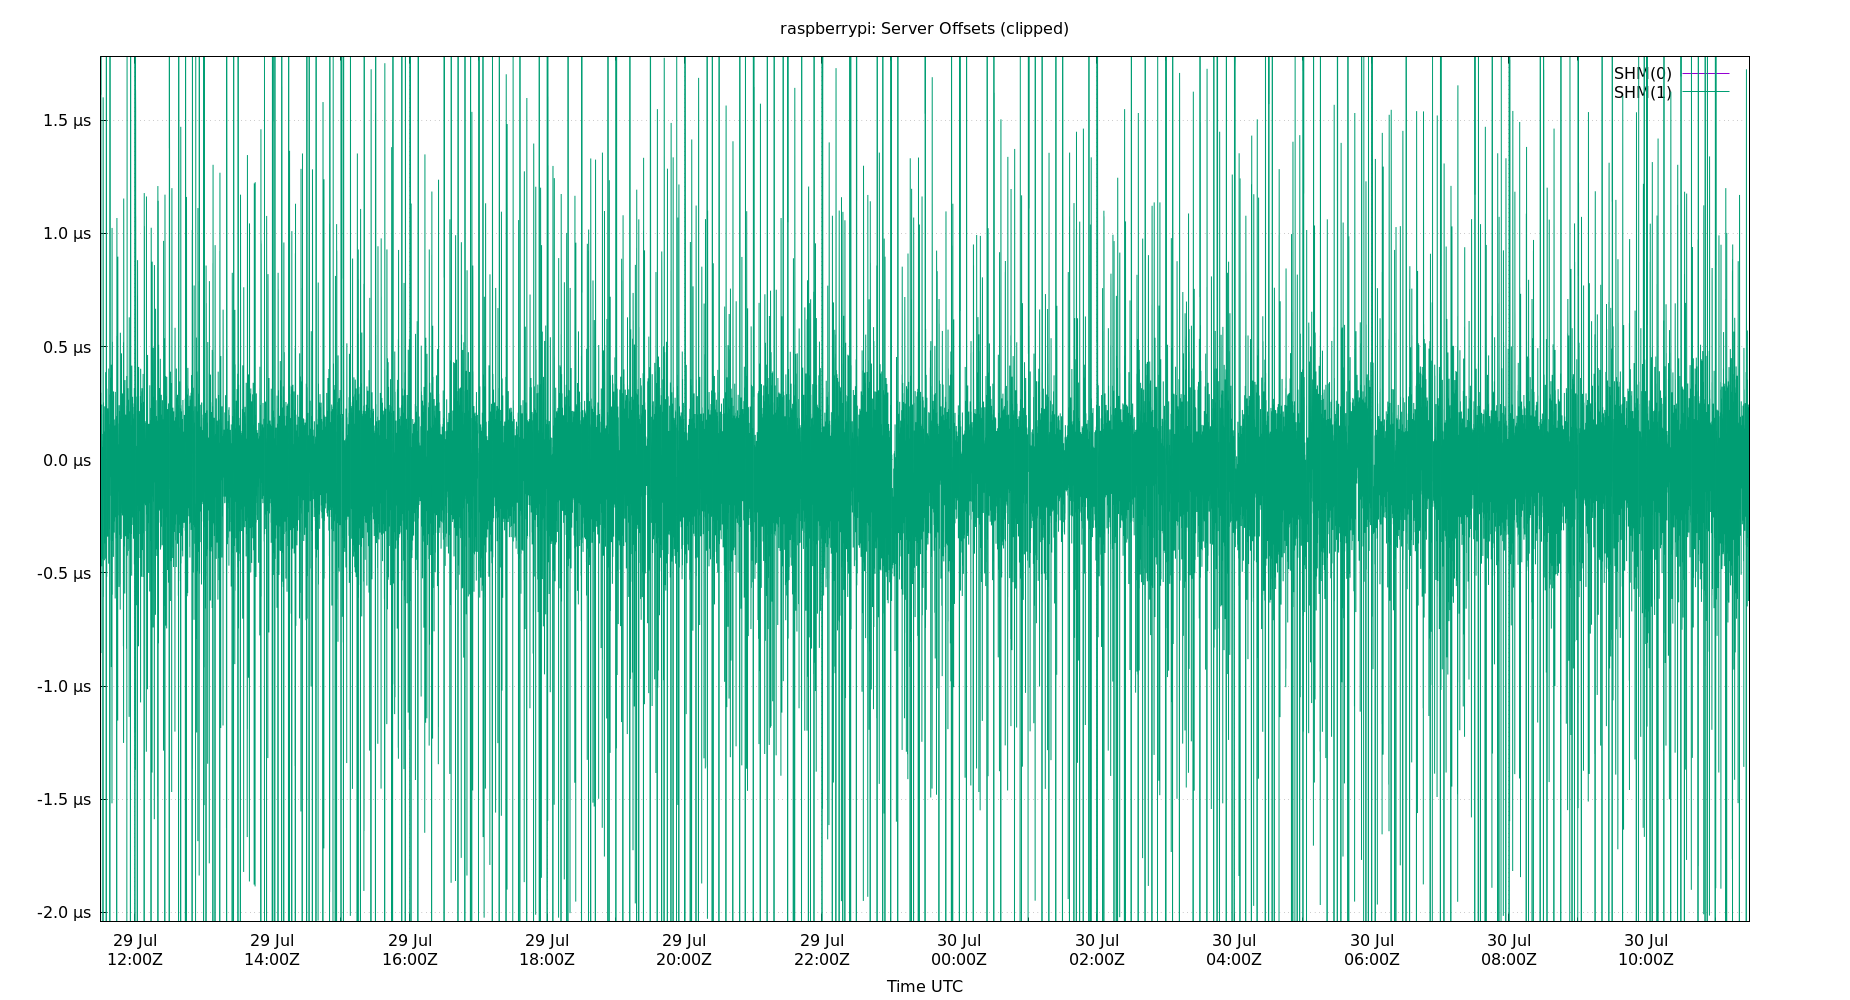 raspberrypi: Server Offsets (clipped)
SHM(0)
SHM(1)
1.5 µs
1.0 µs
0.5 µs
0.0 µs
-0.5 µs
-1.0 µs
-1.5 µs
-2.0 µs
29 Jul 29 Jul 29 Jul 29 Jul 29 Jul 29 Jul 30 Jul 30 Jul 30 Jul 30 Jul 30 Jul 30 Jul
12:00Z 14:00Z 16:00Z 18:00Z 20:00Z 22:00Z 00:00Z 02:00Z 04:00Z 06:00Z 08:00Z 10:00Z
Time UTC